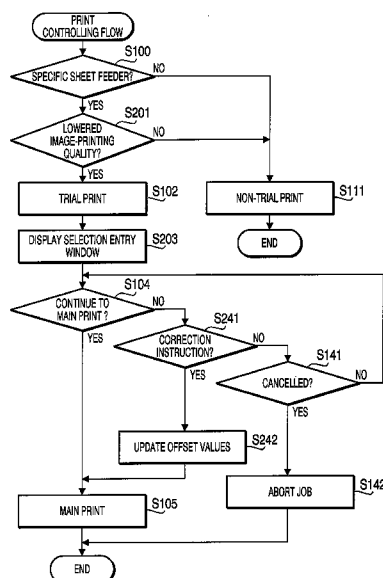 PRINT
CONTROLLING FLOW
S100
SPECIFIC SHEET FEEDER?
NO
YES
S201
LOWERED
IMAGE-PRINTING
QUALITY?
NO
YES
S102
TRIAL PRINT
S111
NON-TRIAL PRINT
S203
DISPLAY SELECTION ENTRY
WINDOW
END
S104
CONTINUE TO
MAIN PRINT ?
NO
YES
S241
CORRECTION
INSTRUCTION?
NO
YES
S141
CANCELLED?
NO
YES
UPDATE OFFSET VALUES
S242
ABORT JOB
S142
MAIN PRINT
S105
END